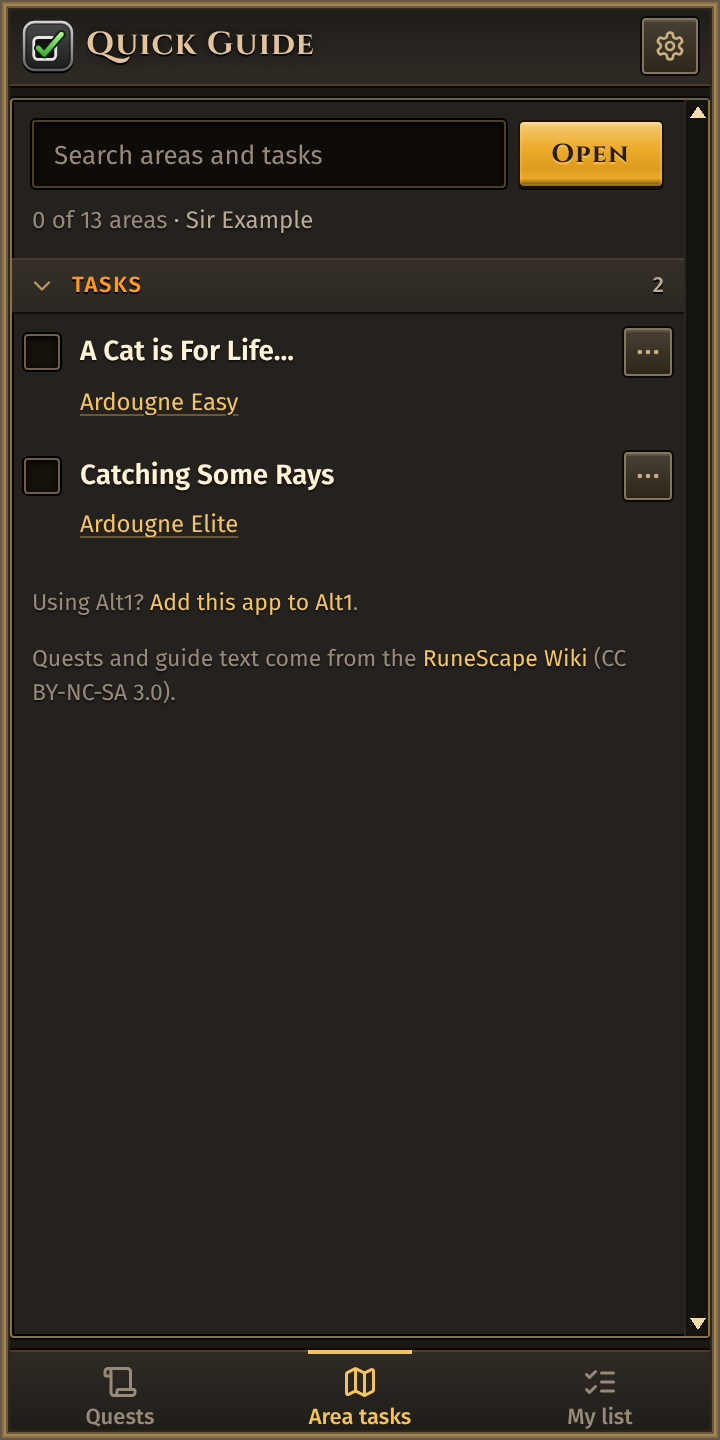 Quick Guide
Search areas and tasks
Open
0 of 13 areas · Sir Example
TASKS
2
A Cat is For Life...
Ardougne Easy
Catching Some Rays
Ardougne Elite
Using Alt1? Add this app to Alt1.
Quests and guide text come from the RuneScape Wiki (CC
BY-NC-SA 3.0).
Quests
Area tasks
My list